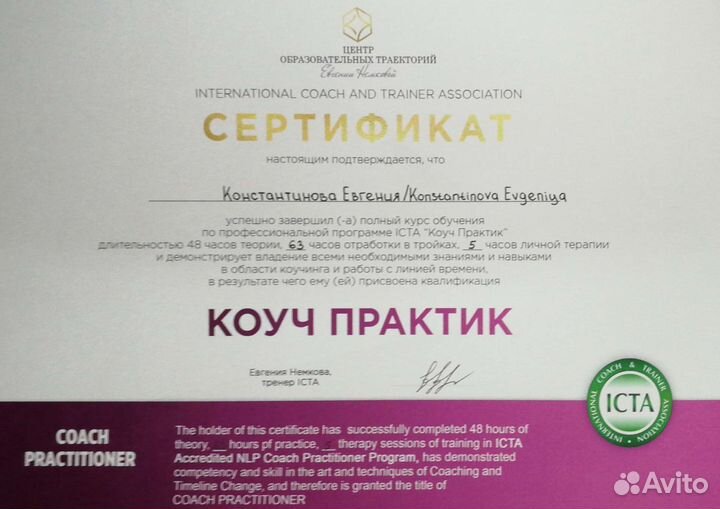 ЦЕНТР
ОБРАЗОВАТЕЛЬНЫХ ТРАЕКТОРИЙ
Евгении Немковой
INTERNATIONAL COACH AND TRAINER ASSOCIATION
СЕРТИФИКАТ
настоящим подтверждается, что
Константинова Евгения/Konstantinova Evgeniya
успешно завершил (-а) полный курс обучения
по профессиональной программе ICTA "Коуч Практик"
длительностью 48 часов теории, 63 часов отработки в тройках, 5 часов личной терапии
и демонстрирует владение всеми необходимыми знаниями и навыками
в области коучинга и работы с линией времени,
в результате чего ему (ей) присвоена квалификация
КОУЧ ПРАКТИК
Евгения Немкова,
тренер ICTA
INTERNATIONAL COACH & TRAINER ASSOCIATION
ICTA
COACH
PRACTITIONER
The holder of this certificate has successfully completed 48 hours of
theory, __ hours pf practice, 5 therapy sessions of training in ICTA
Accredited NLP Coach Practitioner Program, has demonstrated
competency and skill in the art and techniques of Coaching and
Timeline Change, and therefore is granted the title of
COACH PRACTITIONER
Avito